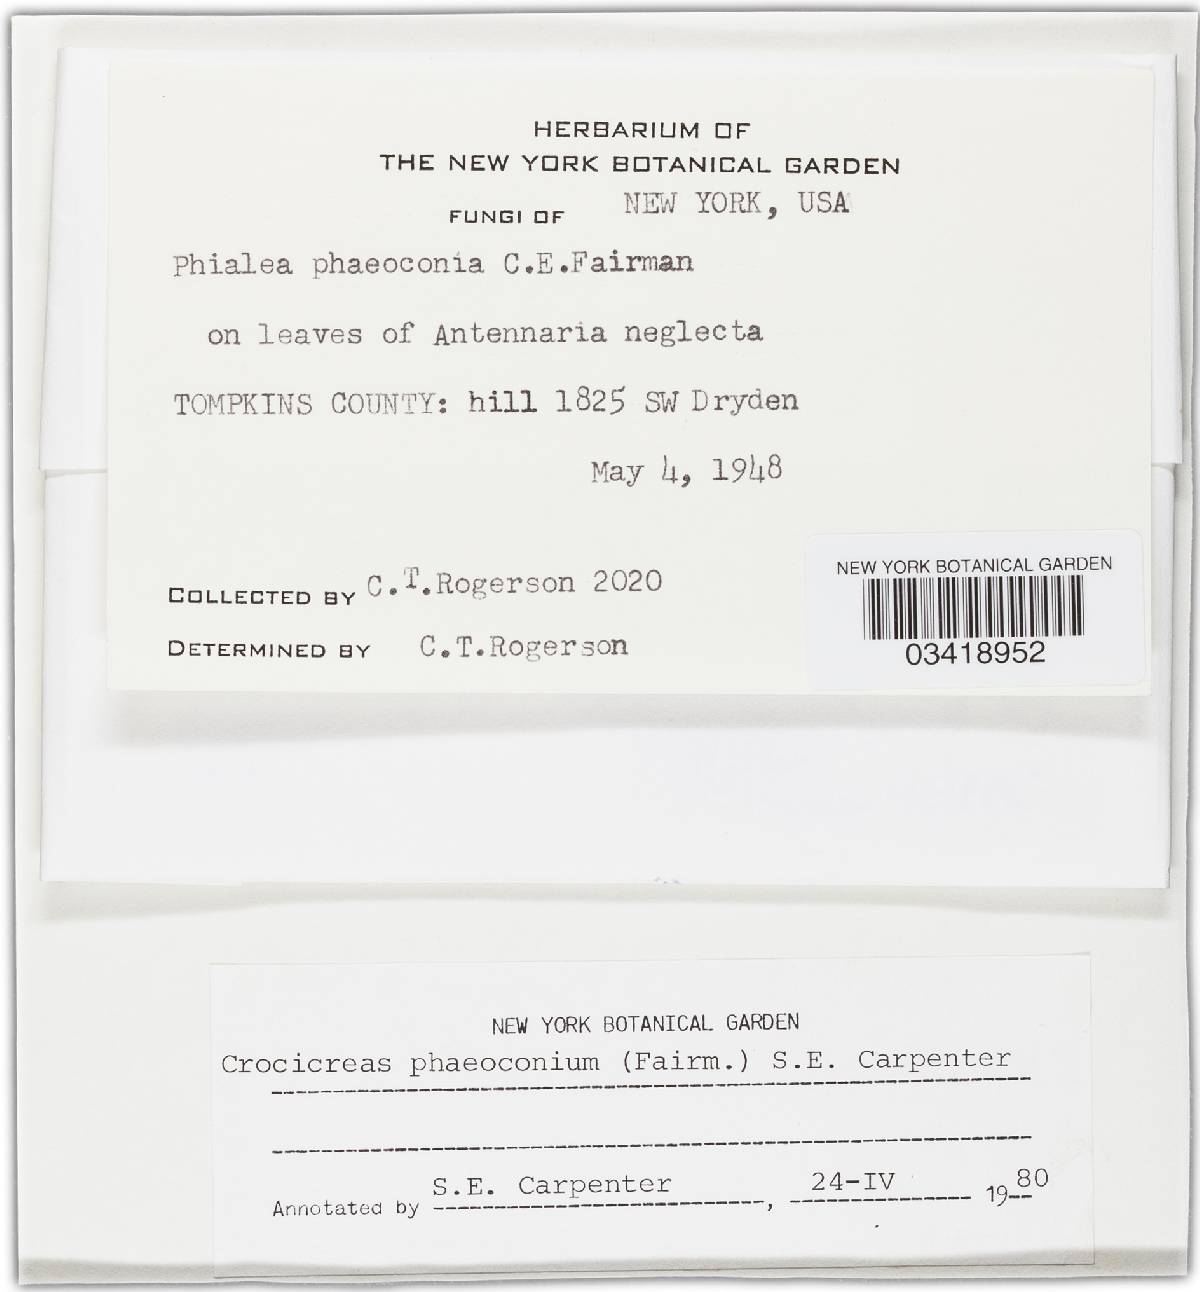 HERBARIUM OF
THE NEW YORK BOTANICAL GARDEN
FUNGI OF NEW YORK, USA
Phialea phaeoconia C.E.Fairman
on leaves of Antennaria neglecta
TOMPKINS COUNTY: hill 1825 SW Dryden
May 4, 1948
COLLECTED BY C.T.Rogerson 2020
DETERMINED BY C.T.Rogerson
NEW YORK BOTANICAL GARDEN
03418952
NEW YORK BOTANICAL GARDEN
Crocicreas phaeoconium (Fairm.) S.E. Carpenter
Annotated by S.E. Carpenter, 24-IV 1980